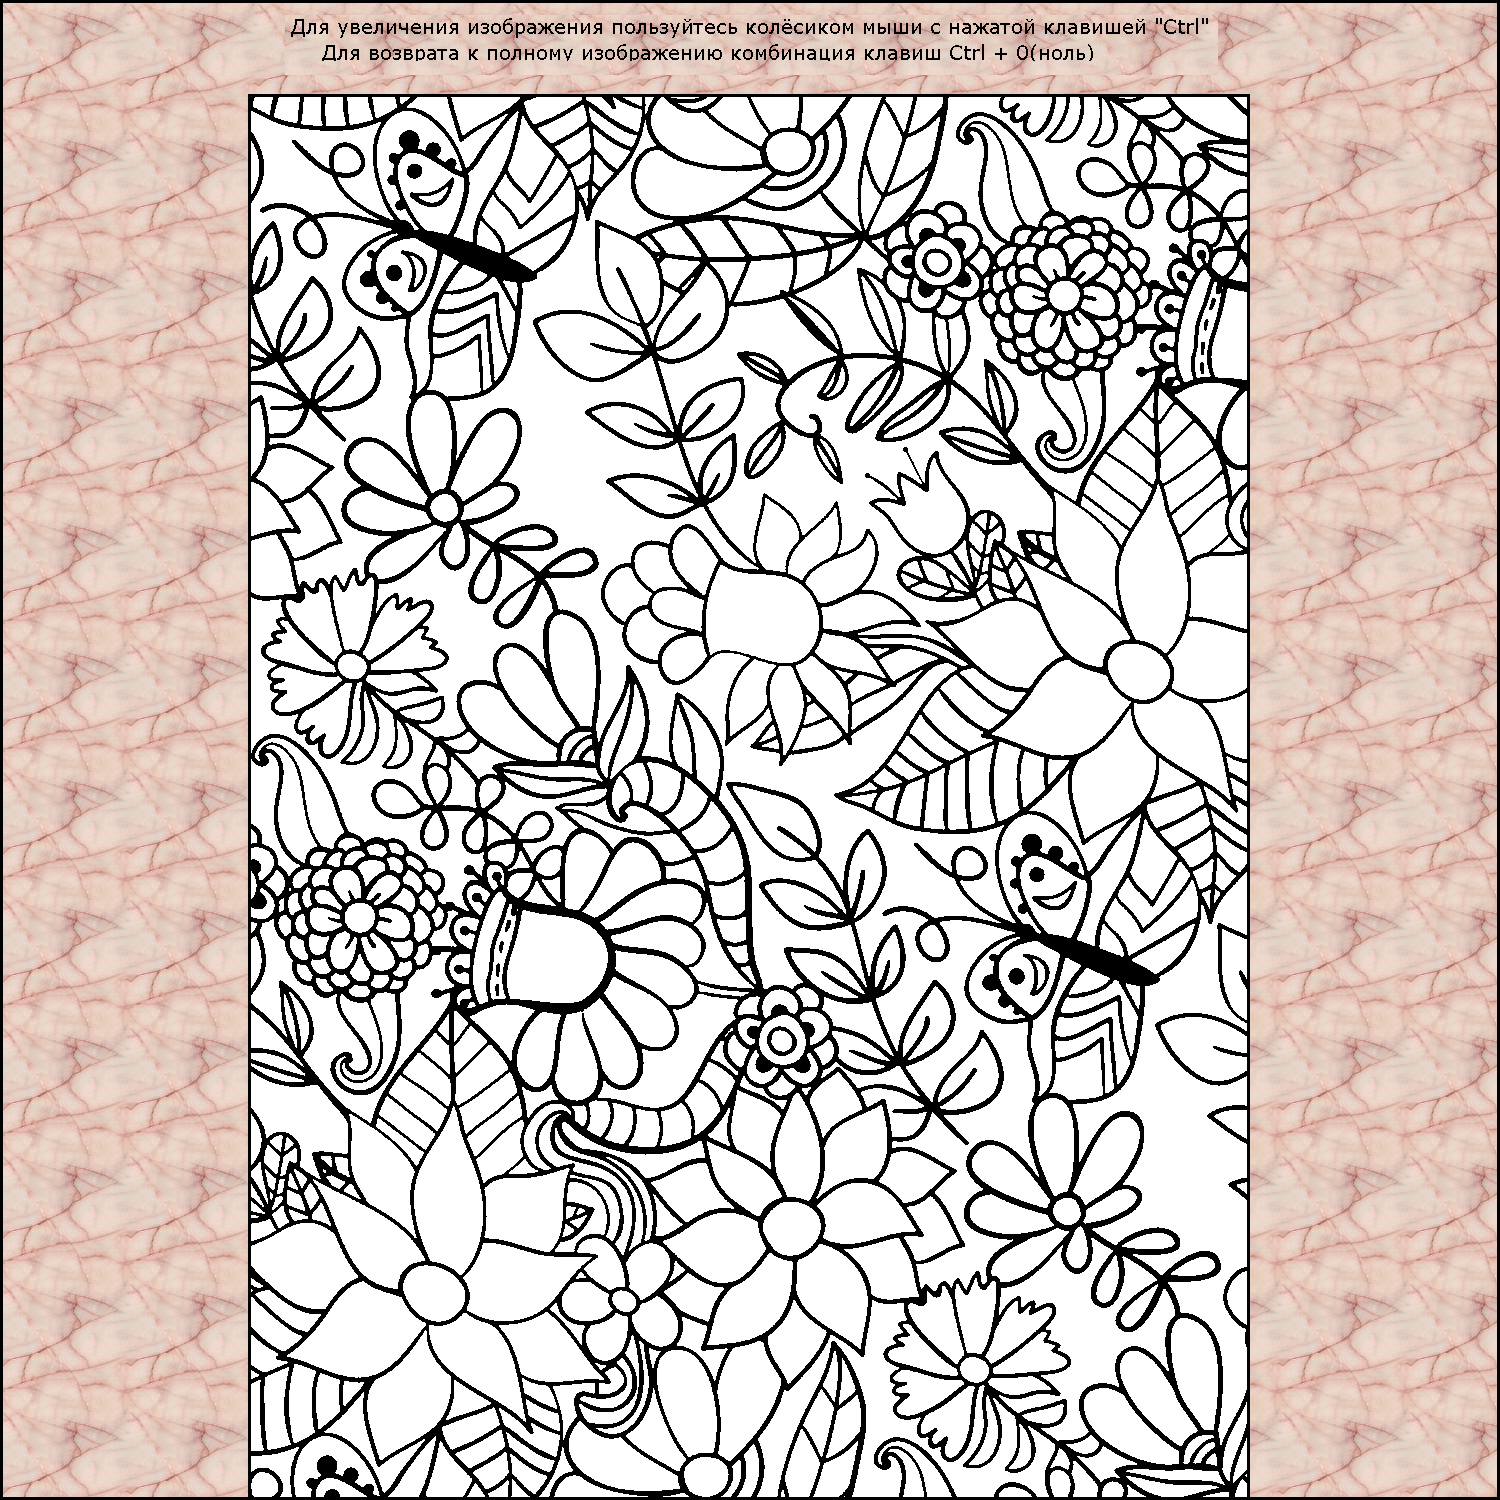 Для увеличения изображения пользуйтесь колёсиком мыши с нажатой клавишей "Ctrl"
Для возврата к полному изображению комбинация клавиш Ctrl + 0(ноль)